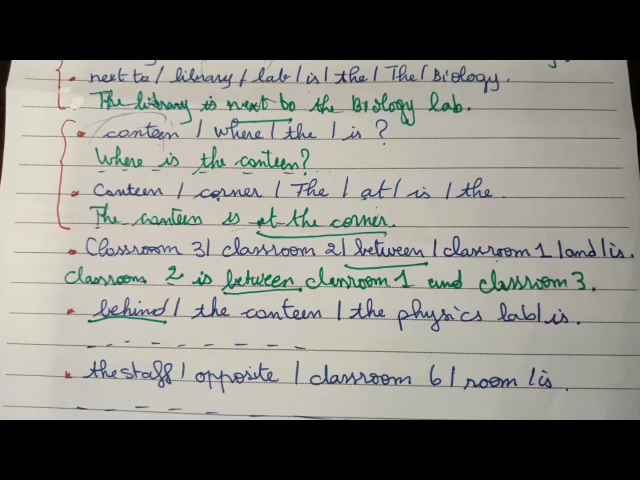 next to / library / lab / is / the / The / Biology.
The library is next to the Biology lab.
canteen / where / the / is ?
Where is the canteen?
Canteen / corner / The / at / is / the.
The canteen is at the corner.
Classroom 3 / classroom 2 / between / classroom 1 / and / is.
classroom 2 is between classroom 1 and classroom 3.
behind / the canteen / the physics lab / is.
the staff / opposite / classroom 6 / room / is.